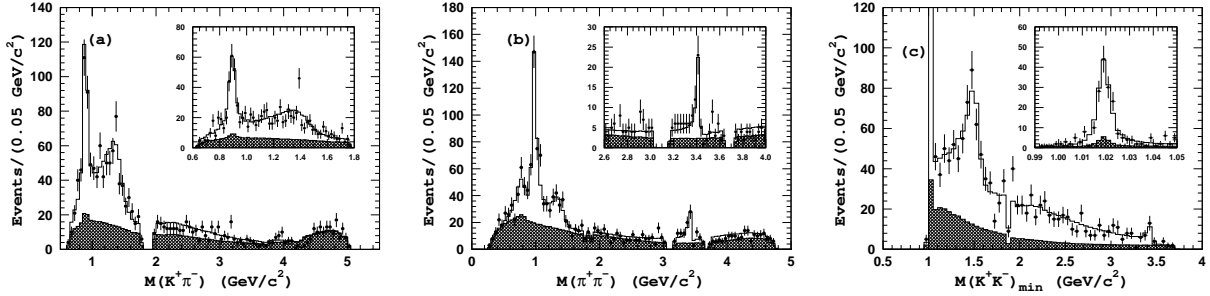 Events/(0.05 GeV/c²)
140
120
100
80
60
40
20
0
(a)
80
60
40
20
0
0.6 0.8 1.0 1.2 1.4 1.6 1.8
1 2 3 4 5
M(K⁺π⁻) (GeV/c²)
Events/(0.05 GeV/c²)
180
160
140
120
100
80
60
40
20
0
(b)
30
25
20
15
10
5
0
2.6 2.8 3.0 3.2 3.4 3.6 3.8 4.0
1 2 3 4 5
M(π⁺π⁻) (GeV/c²)
Events/(0.05 GeV/c²)
120
100
80
60
40
20
0
(c)
60
50
40
30
20
10
0
0.99 1.00 1.01 1.02 1.03 1.04 1.05
0.5 1 1.5 2 2.5 3 3.5 4
M(K⁺K⁻)min (GeV/c²)